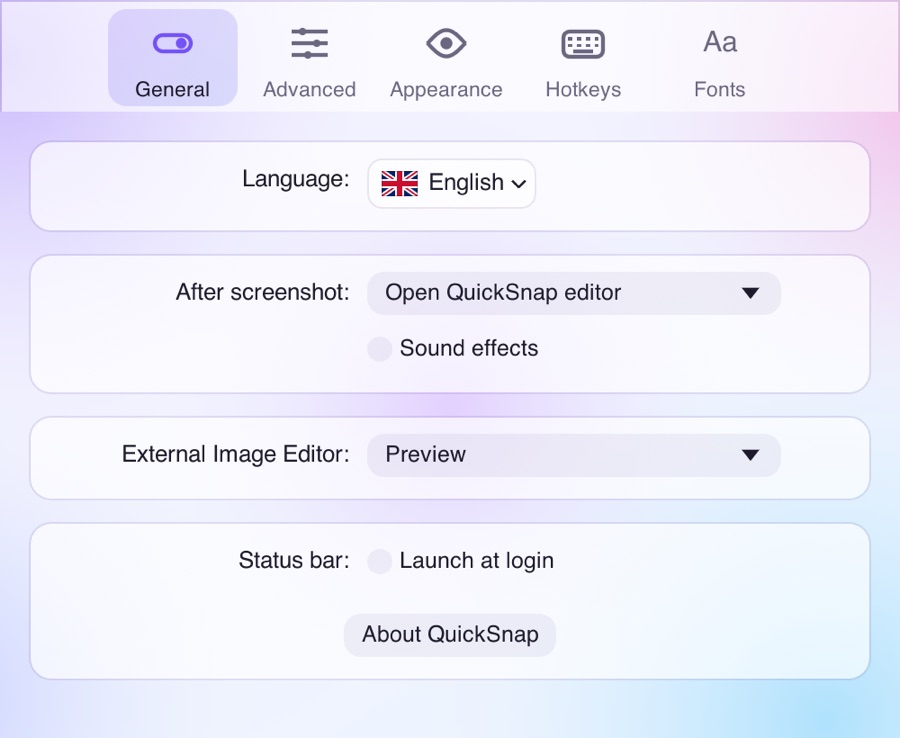 General Advanced Appearance Hotkeys Aa Fonts
Language: English
After screenshot: Open QuickSnap editor
Sound effects
External Image Editor: Preview
Status bar: Launch at login
About QuickSnap